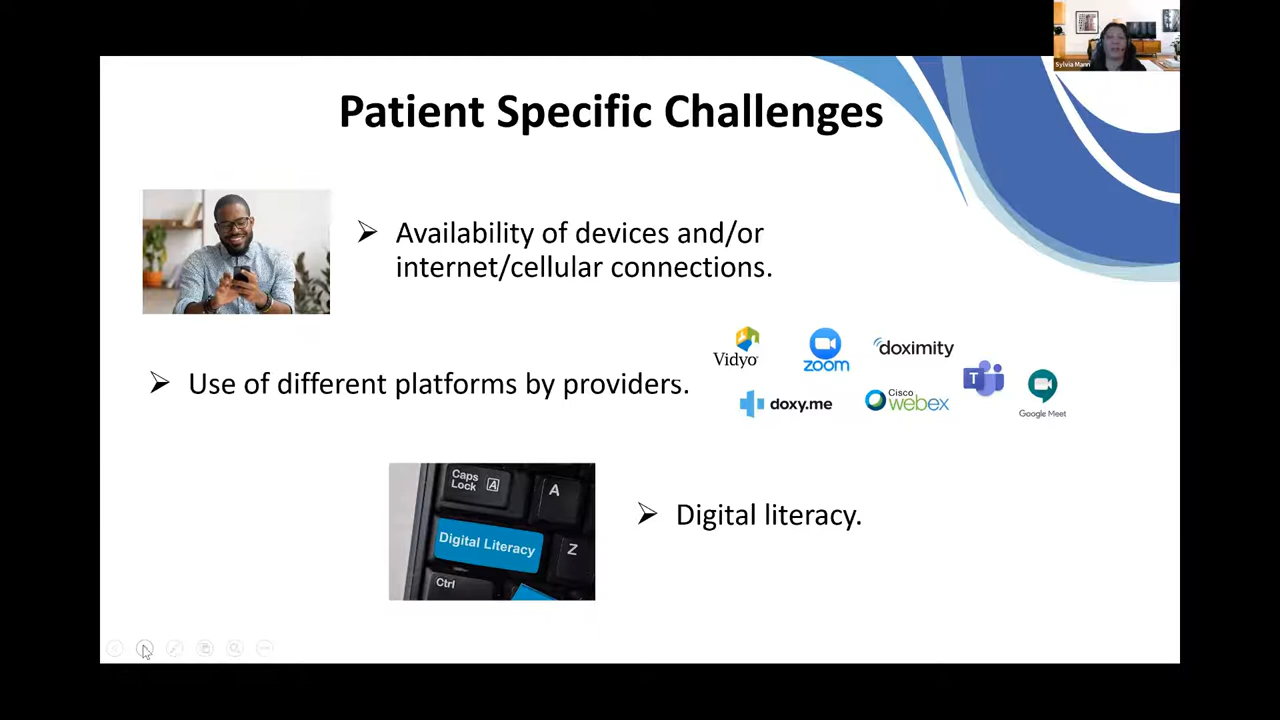 Sylvia Mann
Patient Specific Challenges
Availability of devices and/or
internet/cellular connections.
Use of different platforms by providers.
Vidyo
zoom
doximity
T
doxy.me
Cisco
webex
Google Meet
Caps
Lock
A
A
Digital Literacy
Z
Ctrl
Digital literacy.